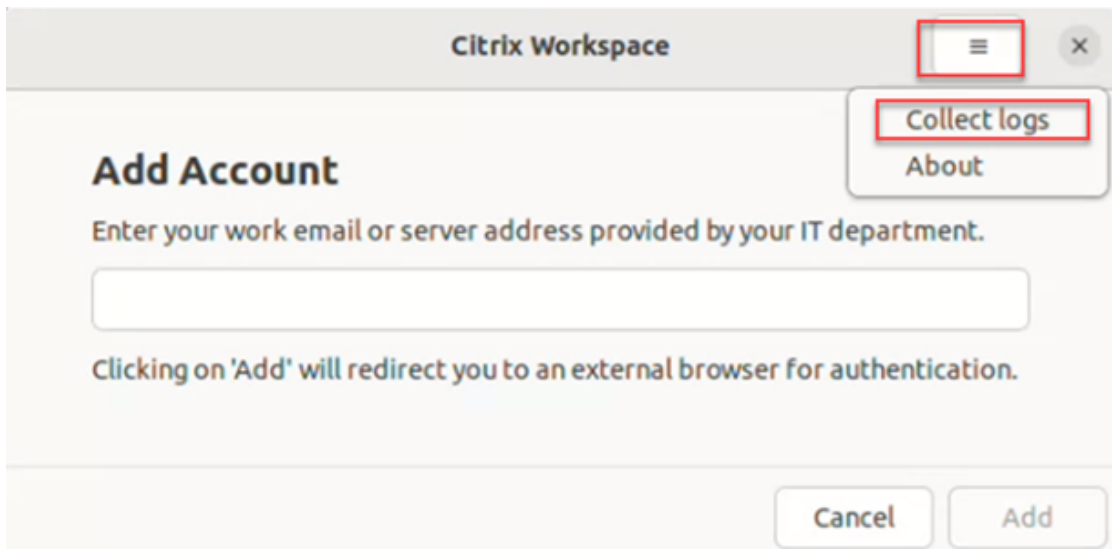 Citrix Workspace
Collect logs
About
Add Account
Enter your work email or server address provided by your IT department.
Clicking on 'Add' will redirect you to an external browser for authentication.
Cancel
Add